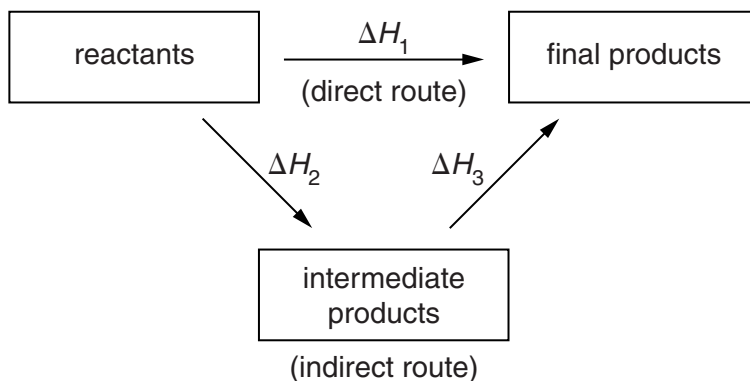 reactants
ΔH₁
(direct route)
final products
ΔH₂
ΔH₃
intermediate
products
(indirect route)